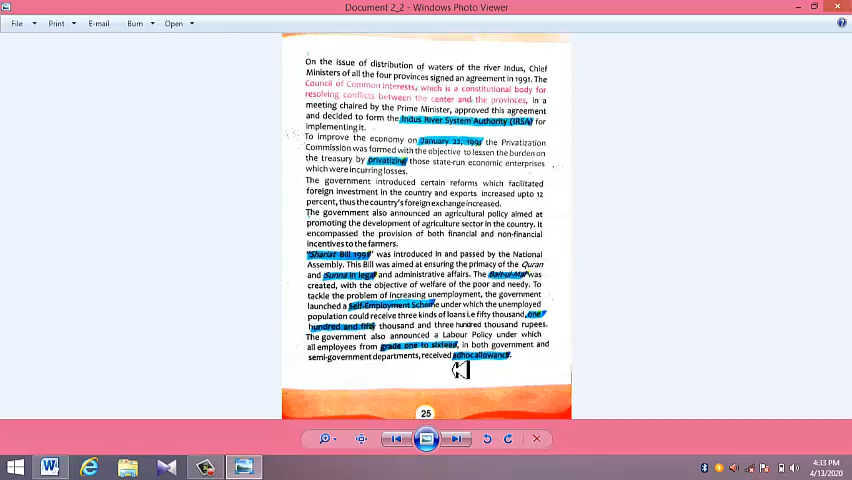 Document 2_2 - Windows Photo Viewer
File Print E-mail Burn Open
On the issue of distribution of waters of the river Indus, Chief
Ministers of all the four provinces signed an agreement in 1991. The
Council of Common Interests, which is a constitutional body for
resolving conflicts between the center and the provinces, in a
meeting chaired by the Prime Minister, approved this agreement
and decided to form the Indus River System Authority (IRSA) for
implementing it.
To improve the economy on January 22, 1991 the Privatization
Commission was formed with the objective to lessen the burden on
the treasury by privatizing those state-run economic enterprises
which were incurring losses.
The government introduced certain reforms which facilitated
foreign investment in the country and exports increased upto 12
percent, thus the country's foreign exchange increased.
The government also announced an agricultural policy aimed at
promoting the development of agriculture sector in the country. It
encompassed the provision of both financial and non-financial
incentives to the farmers.
"Shariat Bill 1991" was introduced in and passed by the National
Assembly. This Bill was aimed at ensuring the primacy of the Quran
and Sunna in legal and administrative affairs. The Bait-ul-Mal was
created, with the objective of welfare of the poor and needy. To
tackle the problem of increasing unemployment, the government
launched a Self-Employment Scheme under which the unemployed
population could receive three kinds of loans i.e fifty thousand, one
hundred and fifty thousand and three hundred thousand rupees.
The government also announced a Labour Policy under which
all employees from grade one to sixteen, in both government and
semi-government departments, received adhoc allowance.
25
4:33 PM
4/13/2020